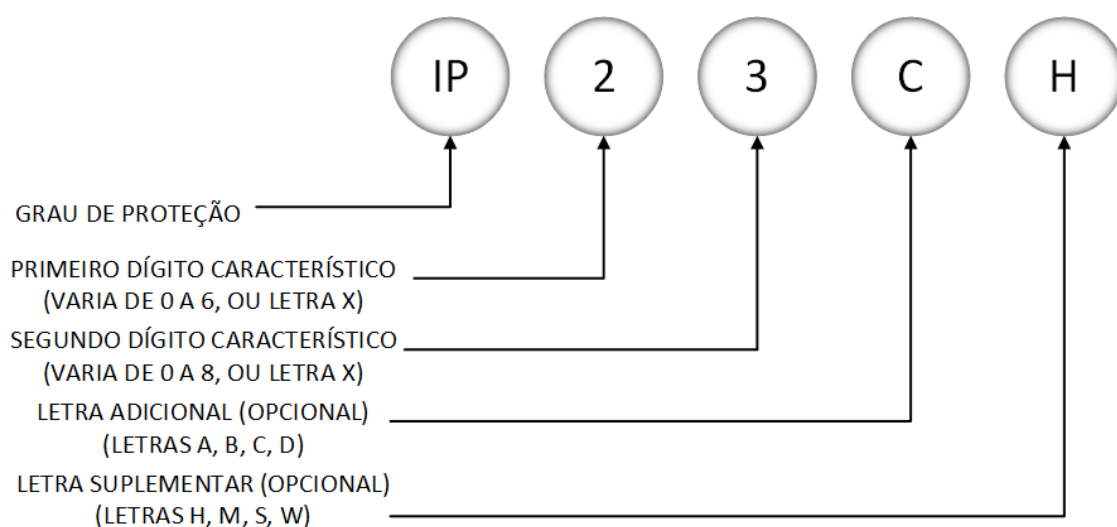 IP 2 3 C H
GRAU DE PROTEÇÃO
PRIMEIRO DÍGITO CARACTERÍSTICO
(VARIA DE 0 A 6, OU LETRA X)
SEGUNDO DÍGITO CARACTERÍSTICO
(VARIA DE 0 A 8, OU LETRA X)
LETRA ADICIONAL (OPCIONAL)
(LETRAS A, B, C, D)
LETRA SUPLEMENTAR (OPCIONAL)
(LETRAS H, M, S, W)